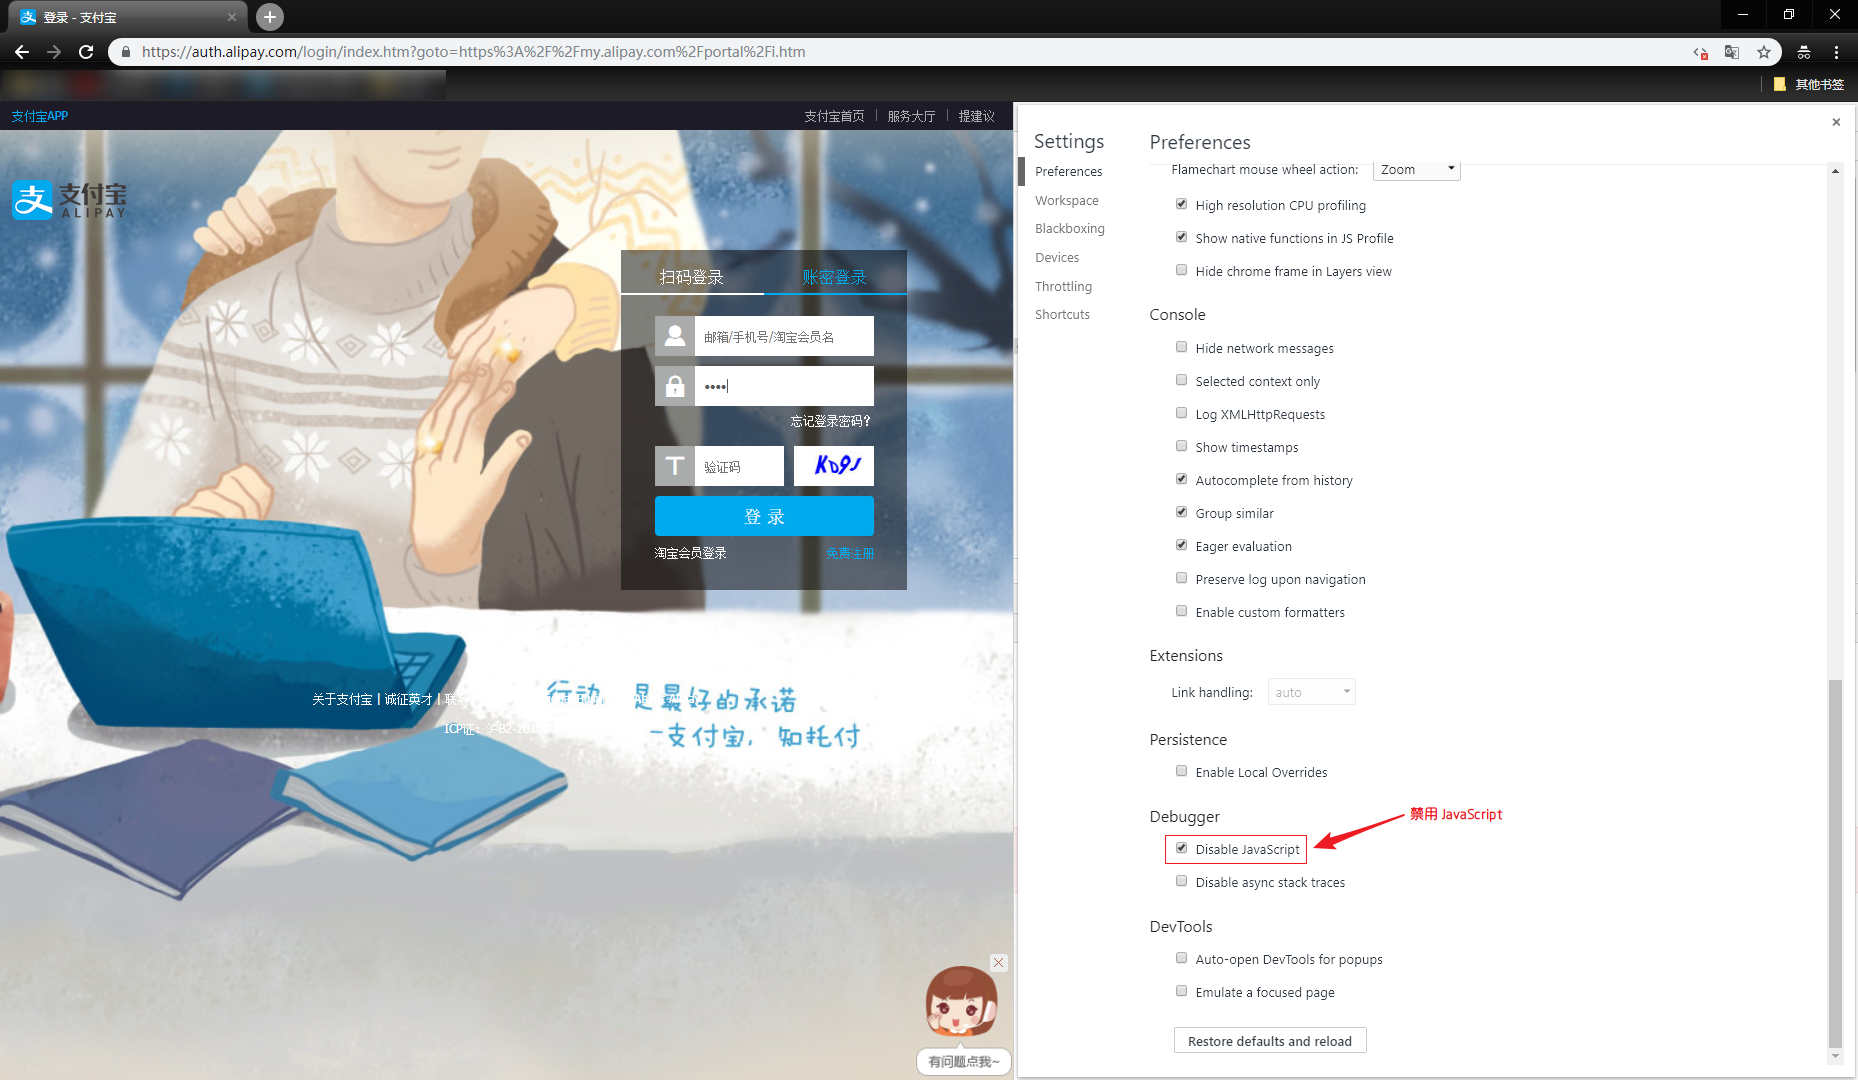 登录 - 支付宝
https://auth.alipay.com/login/index.htm?goto=https%3A%2F%2Fmy.alipay.com%2Fportal%2Fi.htm
其他书签
支付宝APP
支付宝首页
服务大厅
提建议
支付宝
ALIPAY
扫码登录
账密登录
邮箱/手机号/淘宝会员名
••••
忘记登录密码?
验证码
KD9J
登 录
淘宝会员登录
免费注册
关于支付宝 | 诚征英才 | 联
行动 是最好的承诺
ICP证: 沪B2-201
支付宝 知托付
有问题点我~
Settings
Preferences
Workspace
Blackboxing
Devices
Throttling
Shortcuts
Preferences
Flamechart mouse wheel action: Zoom
High resolution CPU profiling
Show native functions in JS Profile
Hide chrome frame in Layers view
Console
Hide network messages
Selected context only
Log XMLHttpRequests
Show timestamps
Autocomplete from history
Group similar
Eager evaluation
Preserve log upon navigation
Enable custom formatters
Extensions
Link handling: auto
Persistence
Enable Local Overrides
Debugger
禁用 JavaScript
Disable JavaScript
Disable async stack traces
DevTools
Auto-open DevTools for popups
Emulate a focused page
Restore defaults and reload